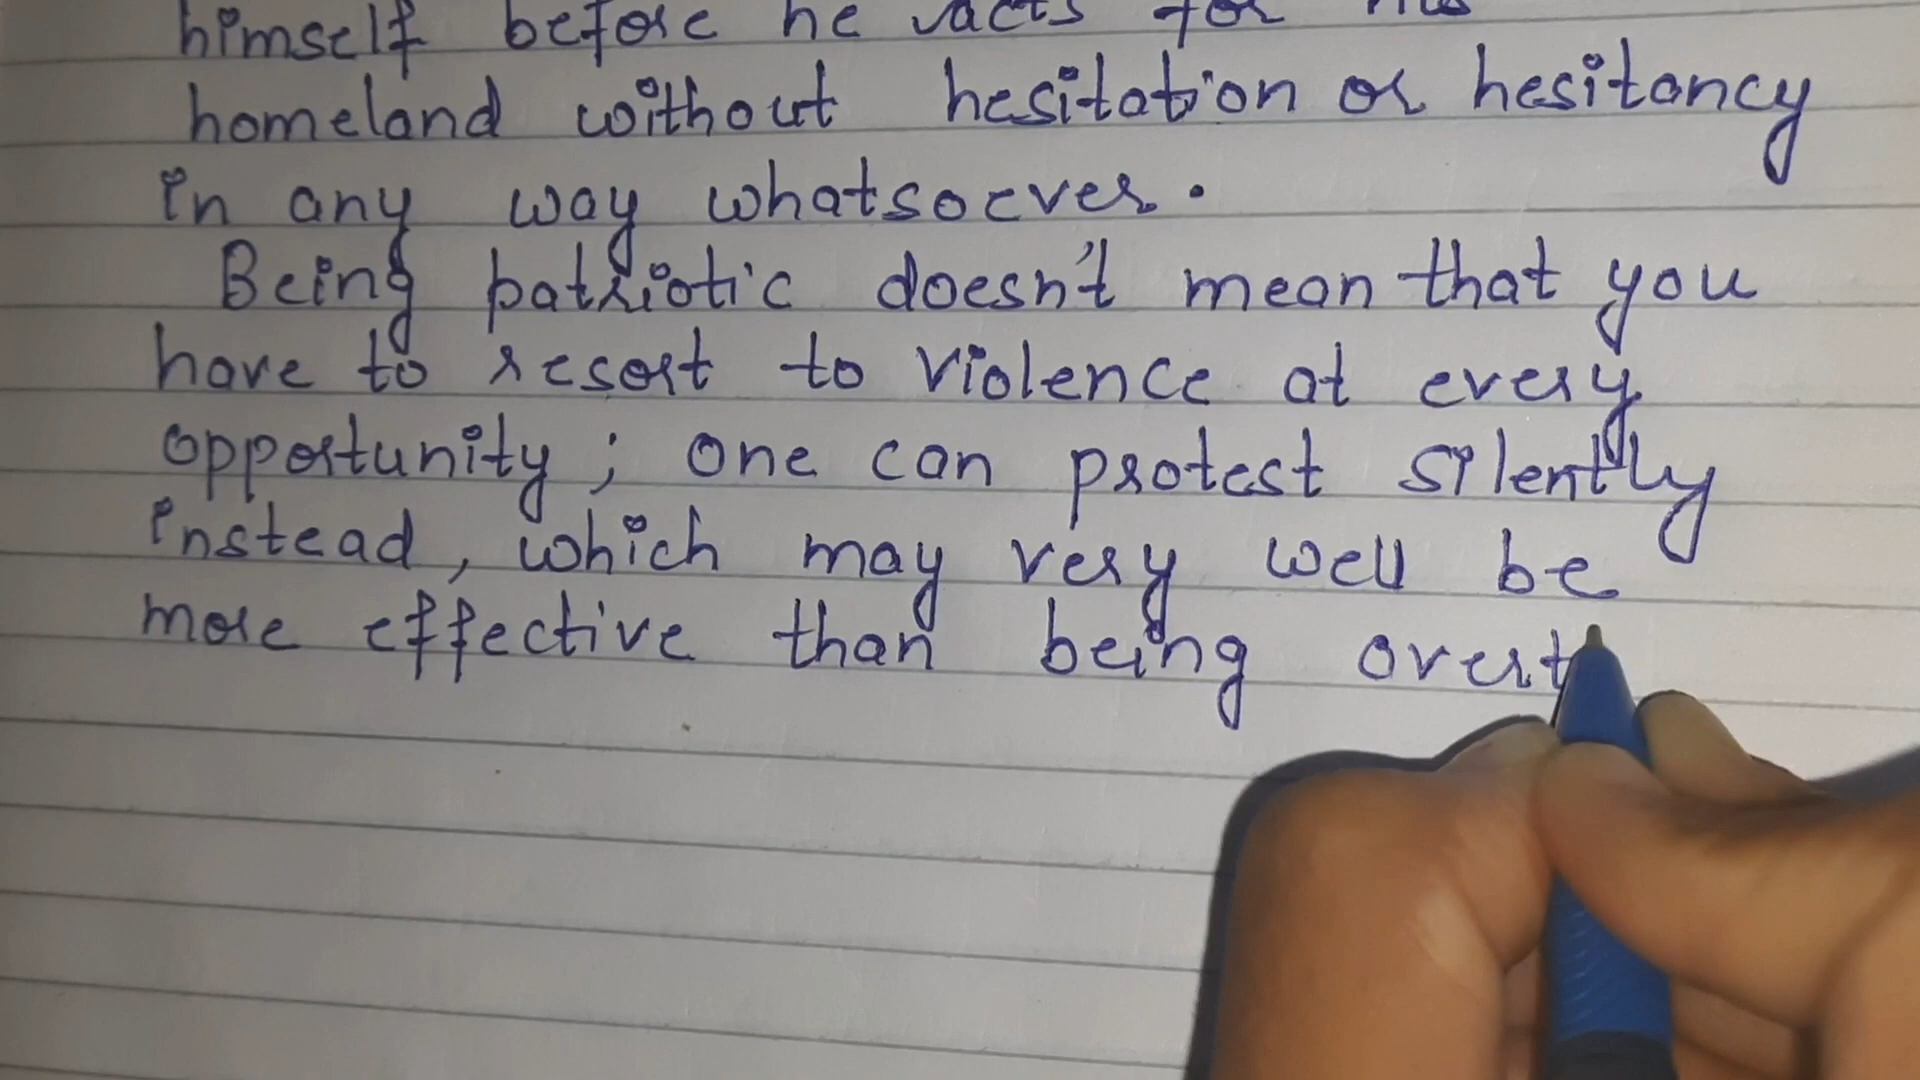 himself before he acts for his
homeland without hesitation or hesitancy
in any way whatsoever.
Being patriotic doesn't mean that you
have to resort to violence at every
opportunity; one can protest silently
instead, which may very well be
more effective than being overt